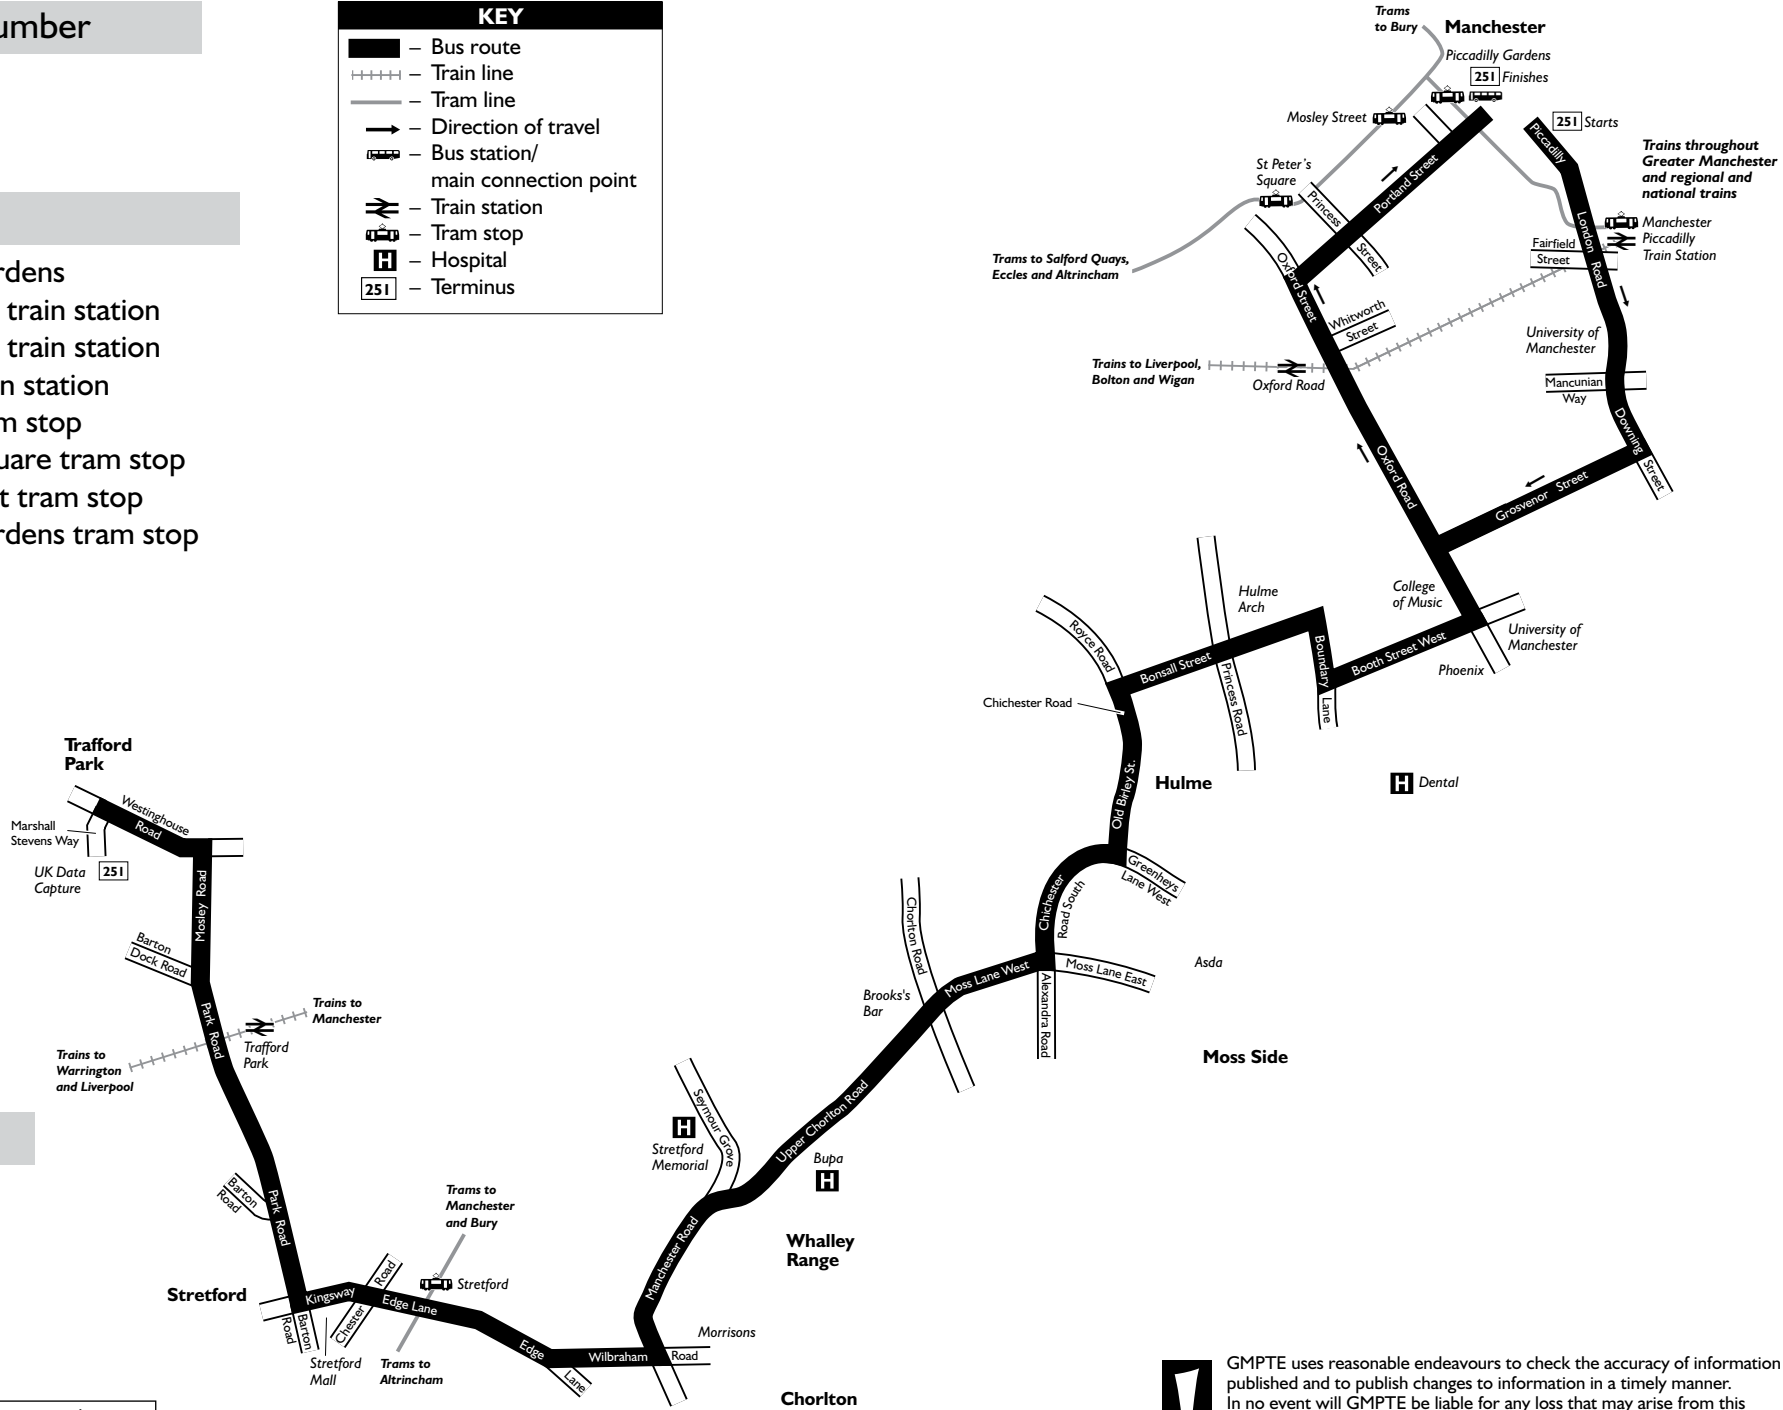 umber
rdens
train station
train station
n station
m stop
uare tram stop
t tram stop
rdens tram stop
KEY
– Bus route
– Train line
– Tram line
– Direction of travel
– Bus station/
main connection point
– Train station
– Tram stop
H – Hospital
251 – Terminus
Trams
to Bury
Manchester
Piccadilly Gardens
251 Finishes
Mosley Street
251 Starts
Piccadilly
Trains throughout
Greater Manchester
and regional and
national trains
St Peter's
Square
Princess
Street
Portland Street
London Road
Manchester
Piccadilly
Train Station
Fairfield
Street
Trams to Salford Quays,
Eccles and Altrincham
Oxford Street
Whitworth
Street
University of
Manchester
Trains to Liverpool,
Bolton and Wigan
Oxford Road
Mancunian
Way
Downing
Street
Oxford Road
Grosvenor Street
College
of Music
Hulme
Arch
Royce Road
Bonsall Street
Princess Road
Boundary
Lane
Booth Street West
University of
Manchester
Phoenix
Chichester Road
Old Birley St.
Hulme
H Dental
Trafford
Park
Westinghouse
Road
Marshall
Stevens Way
UK Data
Capture
251
Mosley Road
Barton
Dock Road
Greenheys
Lane West
Chichester
Road South
Chorlton Road
Moss Lane West
Moss Lane East
Asda
Alexandra Road
Brooks's
Bar
Moss Side
Park Road
Trains to
Manchester
Trafford
Park
Trains to
Warrington
and Liverpool
Seymour Grove
H
Stretford
Memorial
Upper Chorlton Road
Bupa
H
Whalley
Range
Barton
Road
Park Road
Trams to
Manchester
and Bury
Stretford
Stretford
Kingsway
Chester
Road
Edge Lane
Barton
Road
Stretford
Mall
Trams to
Altrincham
Manchester Road
Edge
Lane
Wilbraham
Road
Morrisons
Chorlton
GMPTE uses reasonable endeavours to check the accuracy of information
published and to publish changes to information in a timely manner.
In no event will GMPTE be liable for any loss that may arise from this